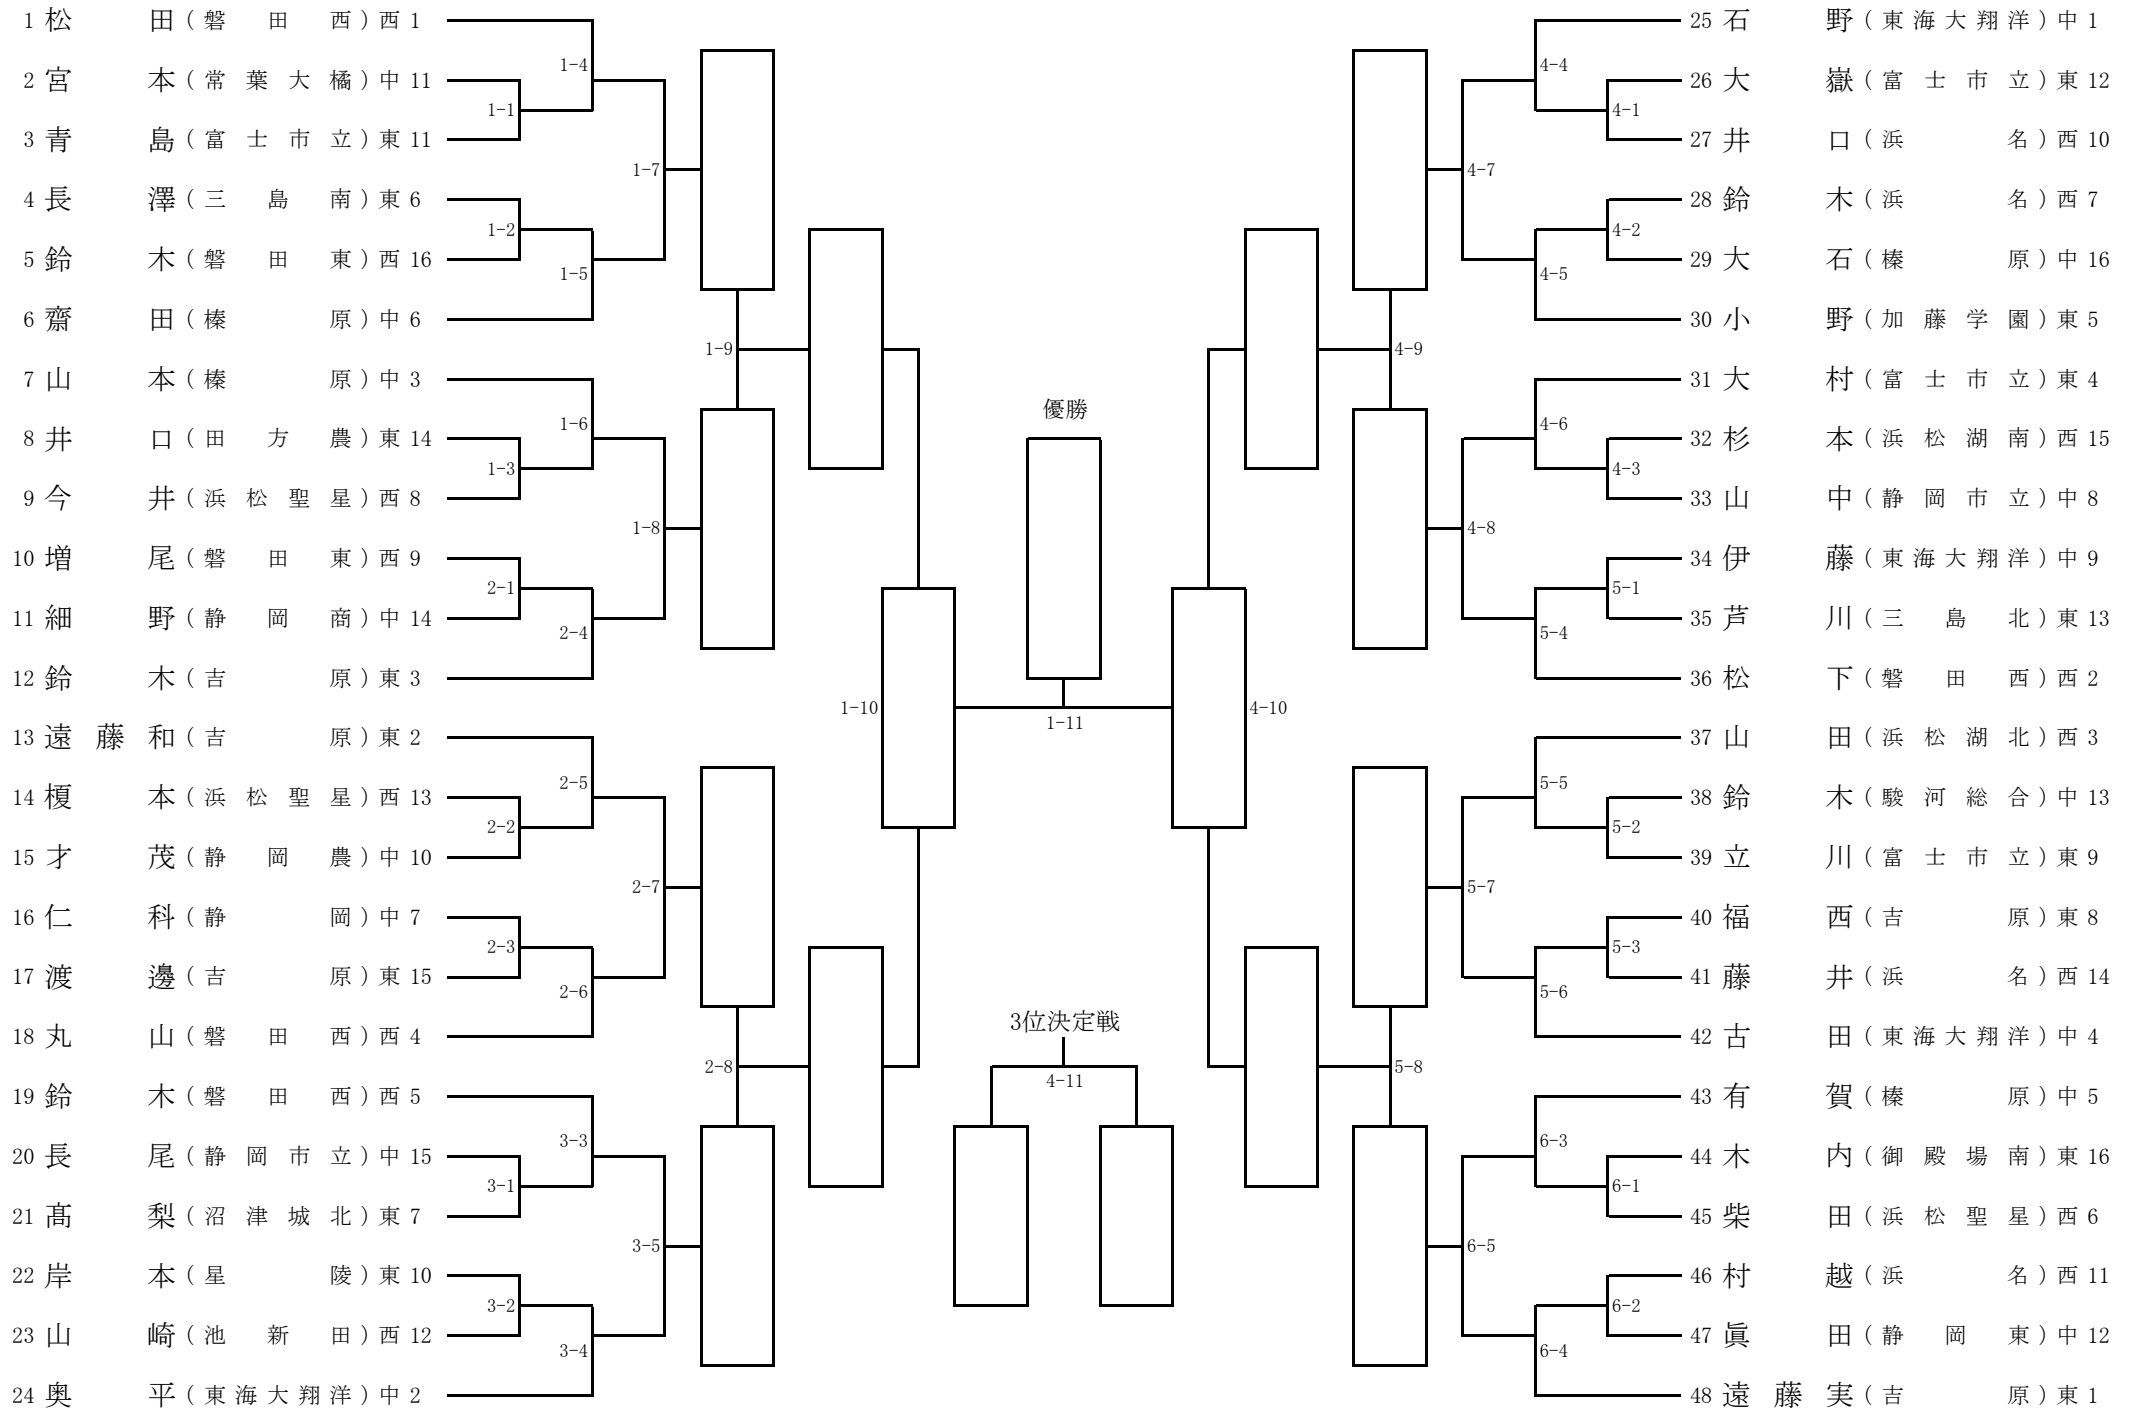 1 松田(磐田西)西 1
2 宮本(常葉大橘)中 11
3 青島(富士市立)東 11
4 長澤(三島南)東 6
5 鈴木(磐田東)西 16
6 齋田(榛原)中 6
7 山本(榛原)中 3
8 井口(田方農)東 14
9 今井(浜松聖星)西 8
10 増尾(磐田東)西 9
11 細野(静岡商)中 14
12 鈴木(吉原)東 3
13 遠藤和(吉原)東 2
14 榎本(浜松聖星)西 13
15 才茂(静岡農)中 10
16 仁科(静岡)中 7
17 渡邊(吉原)東 15
18 丸山(磐田西)西 4
19 鈴木(磐田西)西 5
20 長尾(静岡市立)中 15
21 髙梨(沼津城北)東 7
22 岸本(星陵)東 10
23 山崎(池新田)西 12
24 奥平(東海大翔洋)中 2
1-4
1-1
1-7
1-2
1-5
1-9
1-6
1-3
1-8
2-1
2-4
1-10
2-5
2-2
2-7
2-3
2-6
2-8
3-3
3-1
3-5
3-2
3-4
優勝
1-11
3位決定戦
4-11
4-4
4-1
4-7
4-2
4-5
4-9
4-6
4-3
4-8
5-1
5-4
4-10
5-5
5-2
5-7
5-3
5-6
5-8
6-3
6-1
6-5
6-2
6-4
25 石野(東海大翔洋)中 1
26 大嶽(富士市立)東 12
27 井口(浜名)西 10
28 鈴木(浜名)西 7
29 大石(榛原)中 16
30 小野(加藤学園)東 5
31 大村(富士市立)東 4
32 杉本(浜松湖南)西 15
33 山中(静岡市立)中 8
34 伊藤(東海大翔洋)中 9
35 芦川(三島北)東 13
36 松下(磐田西)西 2
37 山田(浜松湖北)西 3
38 鈴木(駿河総合)中 13
39 立川(富士市立)東 9
40 福西(吉原)東 8
41 藤井(浜名)西 14
42 古田(東海大翔洋)中 4
43 有賀(榛原)中 5
44 木内(御殿場南)東 16
45 柴田(浜松聖星)西 6
46 村越(浜名)西 11
47 眞田(静岡東)中 12
48 遠藤実(吉原)東 1